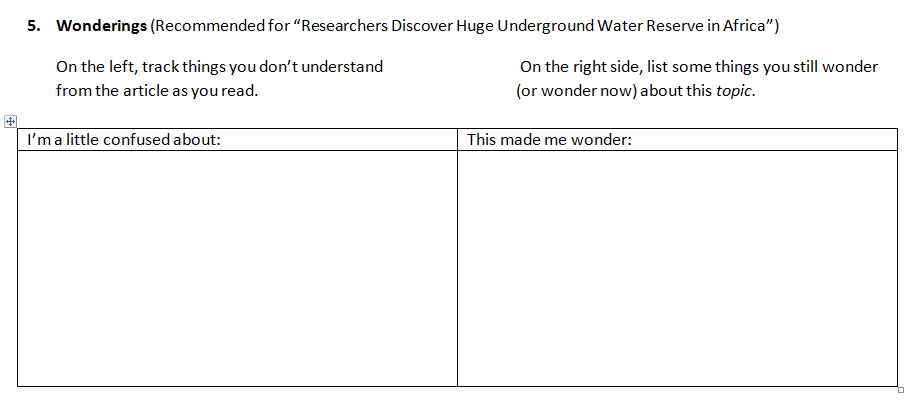 5. Wonderings (Recommended for “Researchers Discover Huge Underground Water Reserve in Africa”)
On the left, track things you don’t understand
from the article as you read.
On the right side, list some things you still wonder
(or wonder now) about this topic.
I’m a little confused about:
This made me wonder: